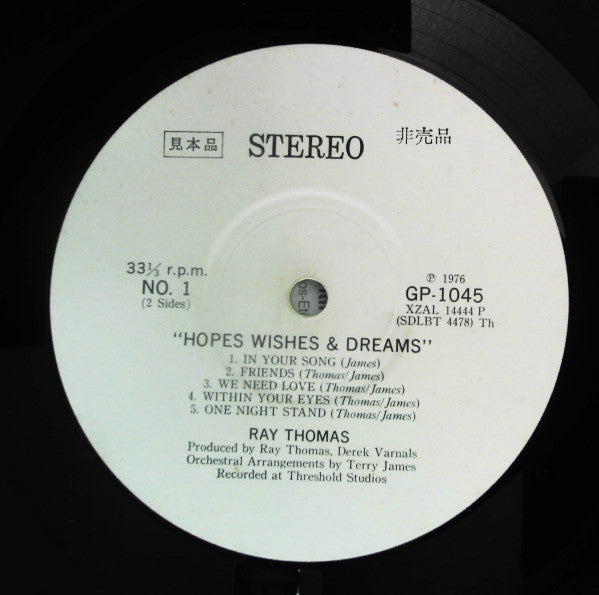 見本品 STEREO 非売品
33⅓ r.p.m.
NO. 1
(2 Sides)
℗ 1976
GP-1045
XZAL 14444 P
(SDLBT 4478) Th
"HOPES WISHES & DREAMS"
1. IN YOUR SONG (James)
2. FRIENDS (Thomas/James)
3. WE NEED LOVE (Thomas/James)
4. WITHIN YOUR EYES (Thomas/James)
5. ONE NIGHT STAND (Thomas/James)
RAY THOMAS
Produced by Ray Thomas, Derek Varnals
Orchestral Arrangements by Terry James
Recorded at Threshold Studios